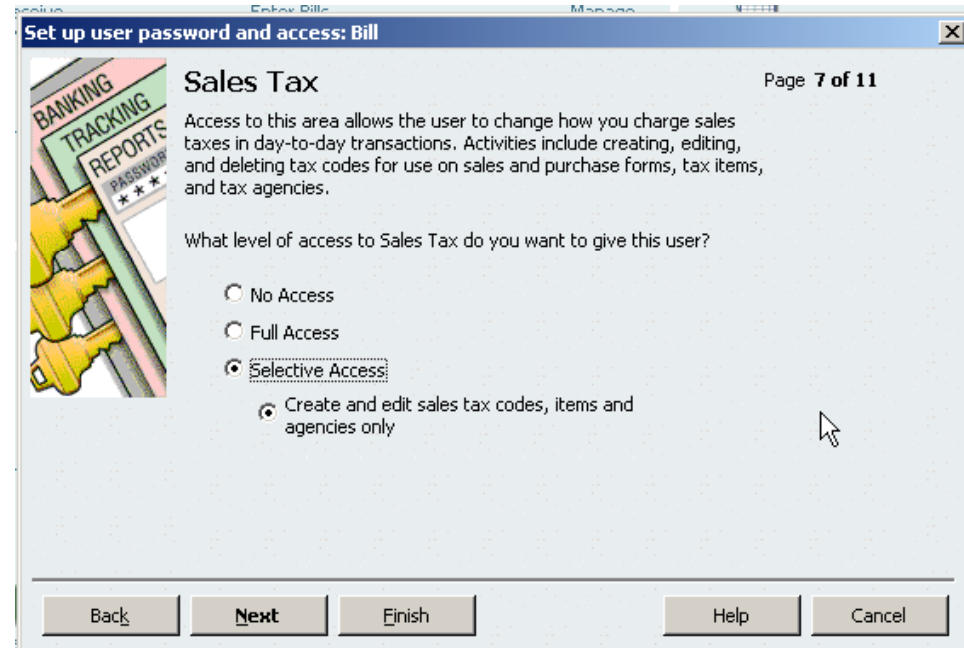 Enter Bills
Manage
Set up user password and access: Bill
BANKING
TRACKING
REPORTS
Sales Tax
Page 7 of 11
Access to this area allows the user to change how you charge sales
taxes in day-to-day transactions. Activities include creating, editing,
and deleting tax codes for use on sales and purchase forms, tax items,
and tax agencies.
What level of access to Sales Tax do you want to give this user?
No Access
Full Access
Selective Access
Create and edit sales tax codes, items and
agencies only
Back
Next
Finish
Help
Cancel